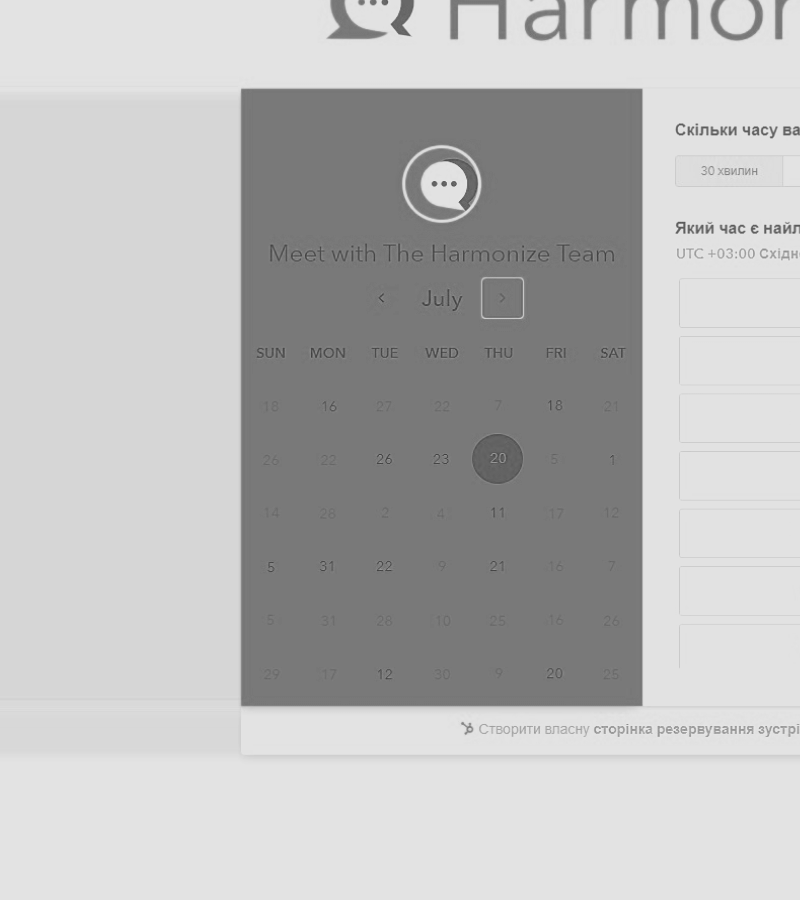 Harmon
Meet with The Harmonize Team
July
SUN MON TUE WED THU FRI SAT
18 16 27 22 7 18 21
26 22 26 23 20 5 1
14 28 2 4 11 17 12
5 31 22 9 21 16 7
5 31 28 10 25 16 26
29 17 12 30 9 20 25
Скільки часу ва
30 хвилин
Який час є найл
UTC +03:00 Східн
Створити власну сторінка резервування зустрі